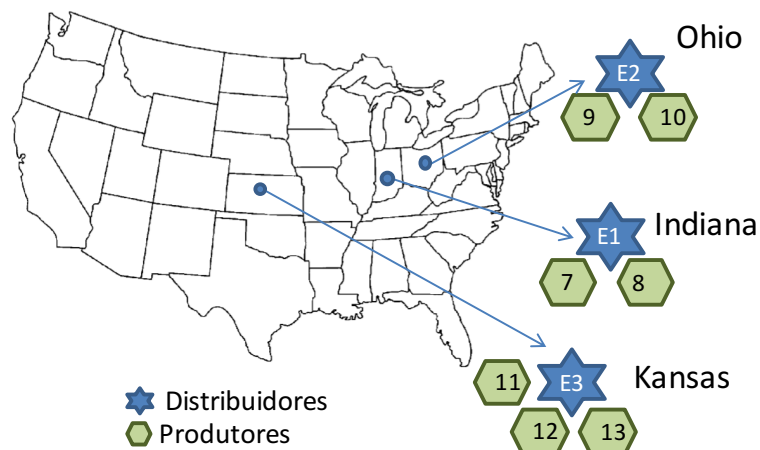 Ohio
E2
9
10
Indiana
E1
7
8
Kansas
E3
11
12
13
Distribuidores
Produtores